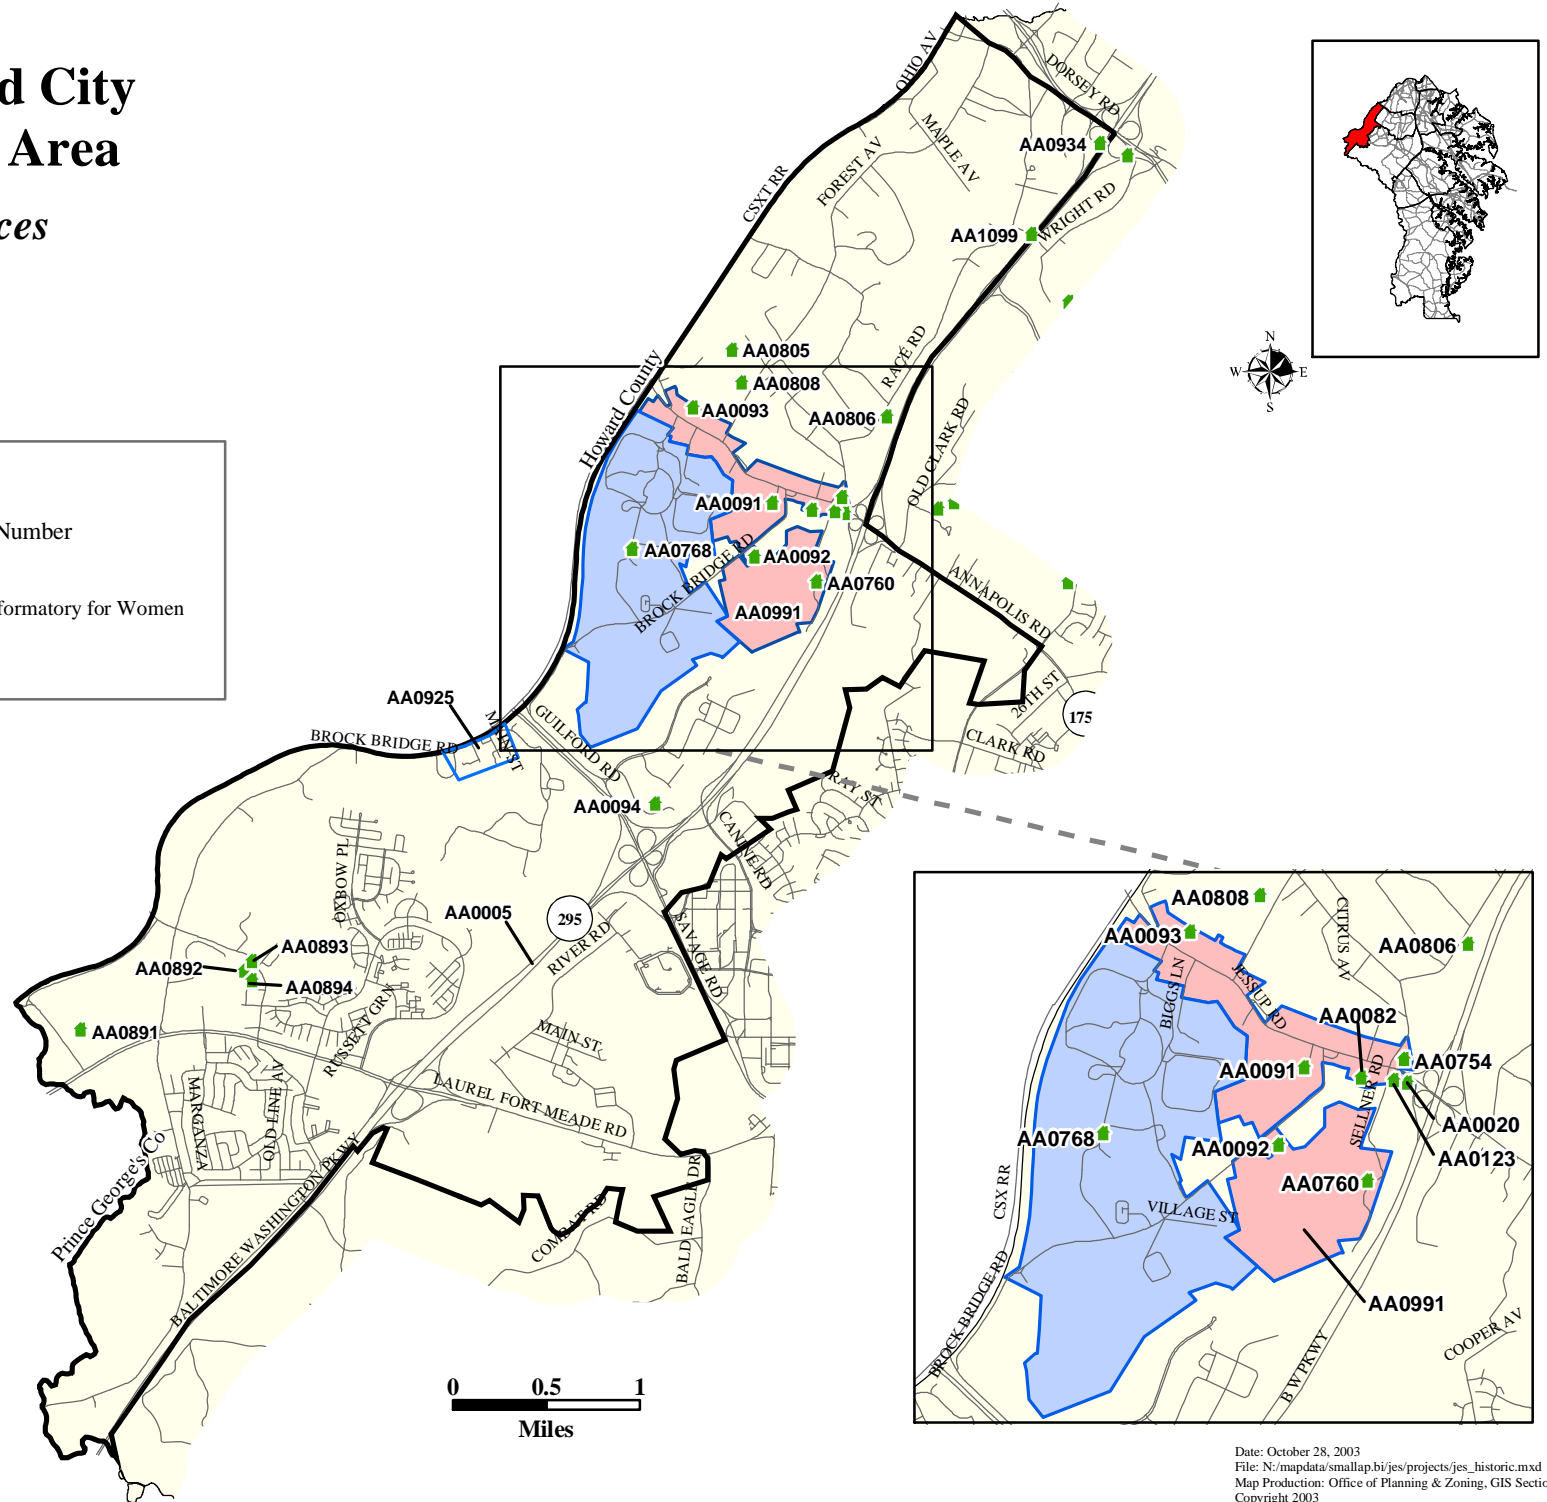 d City
Area
ces
Number
formatory for Women
OHIO AV
DORSEY RD
MAPLE AV
AA0934
FOREST AV
CSXT RR
WRIGHT RD
AA1099
RACE RD
AA0805
AA0808
AA0093
AA0806
Howard County
OLD CLARK RD
AA0091
AA0768
AA0092
BROCK BRIDGE RD
AA0760
AA0991
ANNAPOLIS RD
26TH ST
175
CLARK RD
AA0925
BROCK BRIDGE RD
MAIN ST
GUILFORD RD
RAY ST
AA0094
CANINE RD
OXBOW PL
AA0005
295
RIVER RD
SAVAGE RD
AA0893
AA0892
AA0894
AA0891
RUSSETT GRN
MAIN ST
LAUREL FORT MEADE RD
MARGANZA
OLD LINE AV
Prince George's Co
BALTIMORE WASHINGTON PKWY
COMBAT RD
BALD EAGLE DR
0 0.5 1
Miles
N
W E
S
AA0808
CITRUS AV
AA0093
AA0806
BIGGS LN
JESSUP RD
AA0082
AA0091
AA0754
SELLNER RD
AA0020
AA0768
AA0092
AA0123
AA0760
CSX RR
VILLAGE ST
AA0991
BROCK BRIDGE RD
B W PKWY
COOPER AV
Date: October 28, 2003
File: N:/mapdata/smallap.bi/jes/projects/jes_historic.mxd
Map Production: Office of Planning & Zoning, GIS Sectio
Copyright 2003